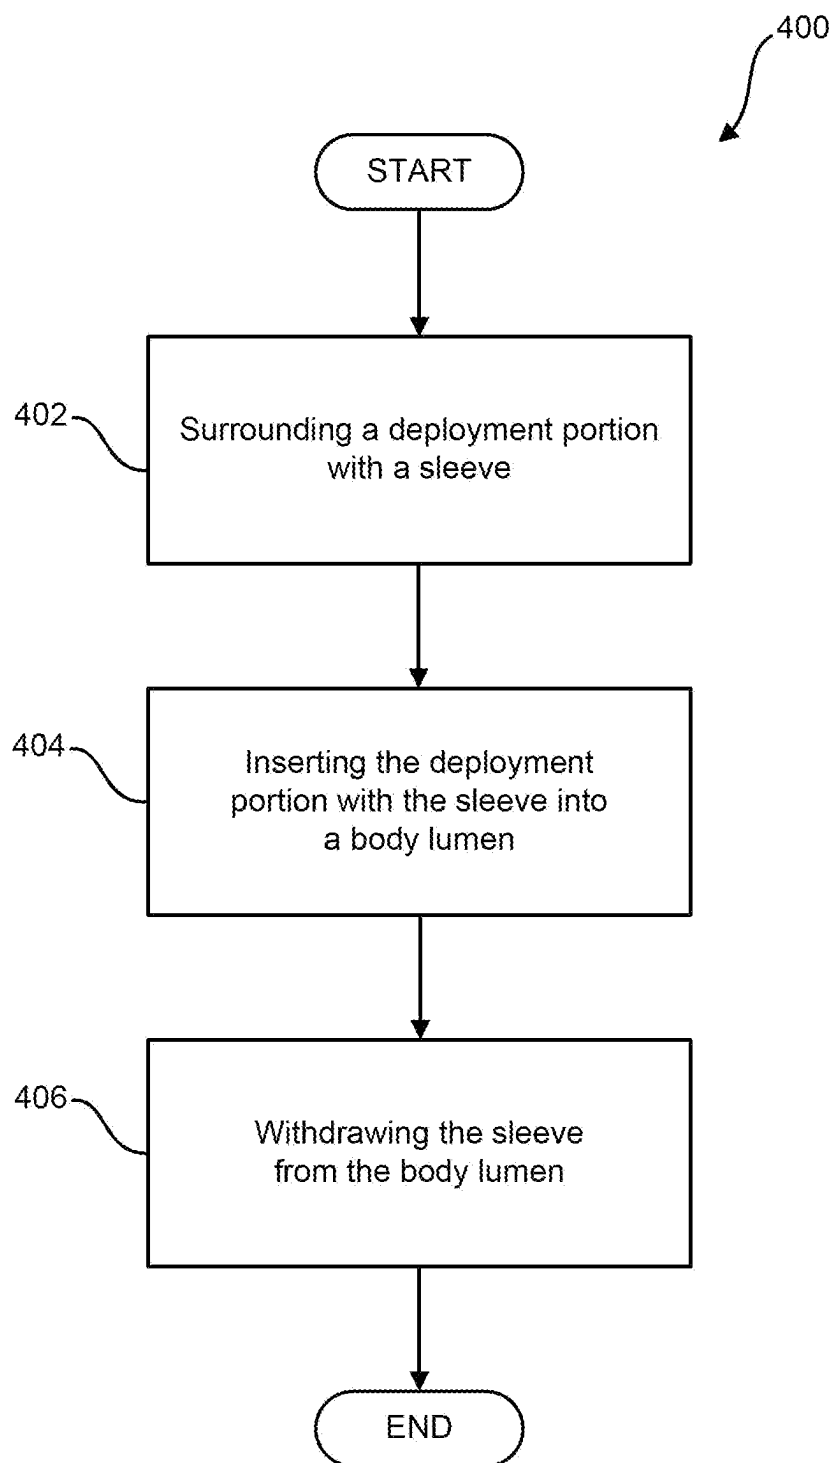 400
START
402
Surrounding a deployment portion
with a sleeve
404
Inserting the deployment
portion with the sleeve into
a body lumen
406
Withdrawing the sleeve
from the body lumen
END